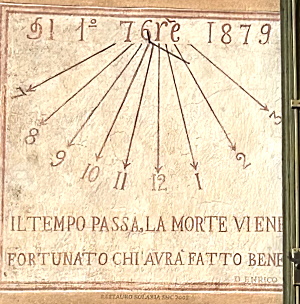 §1 1º 7bre 1879
7 8 9 10 11 12 1 2 3
IL TEMPO PASSA, LA MORTE VIENE
FORTUNATO CHI AVRÀ FATTO BENE
D. ENRICO
RESTAURO SOLARIA SNC 2002